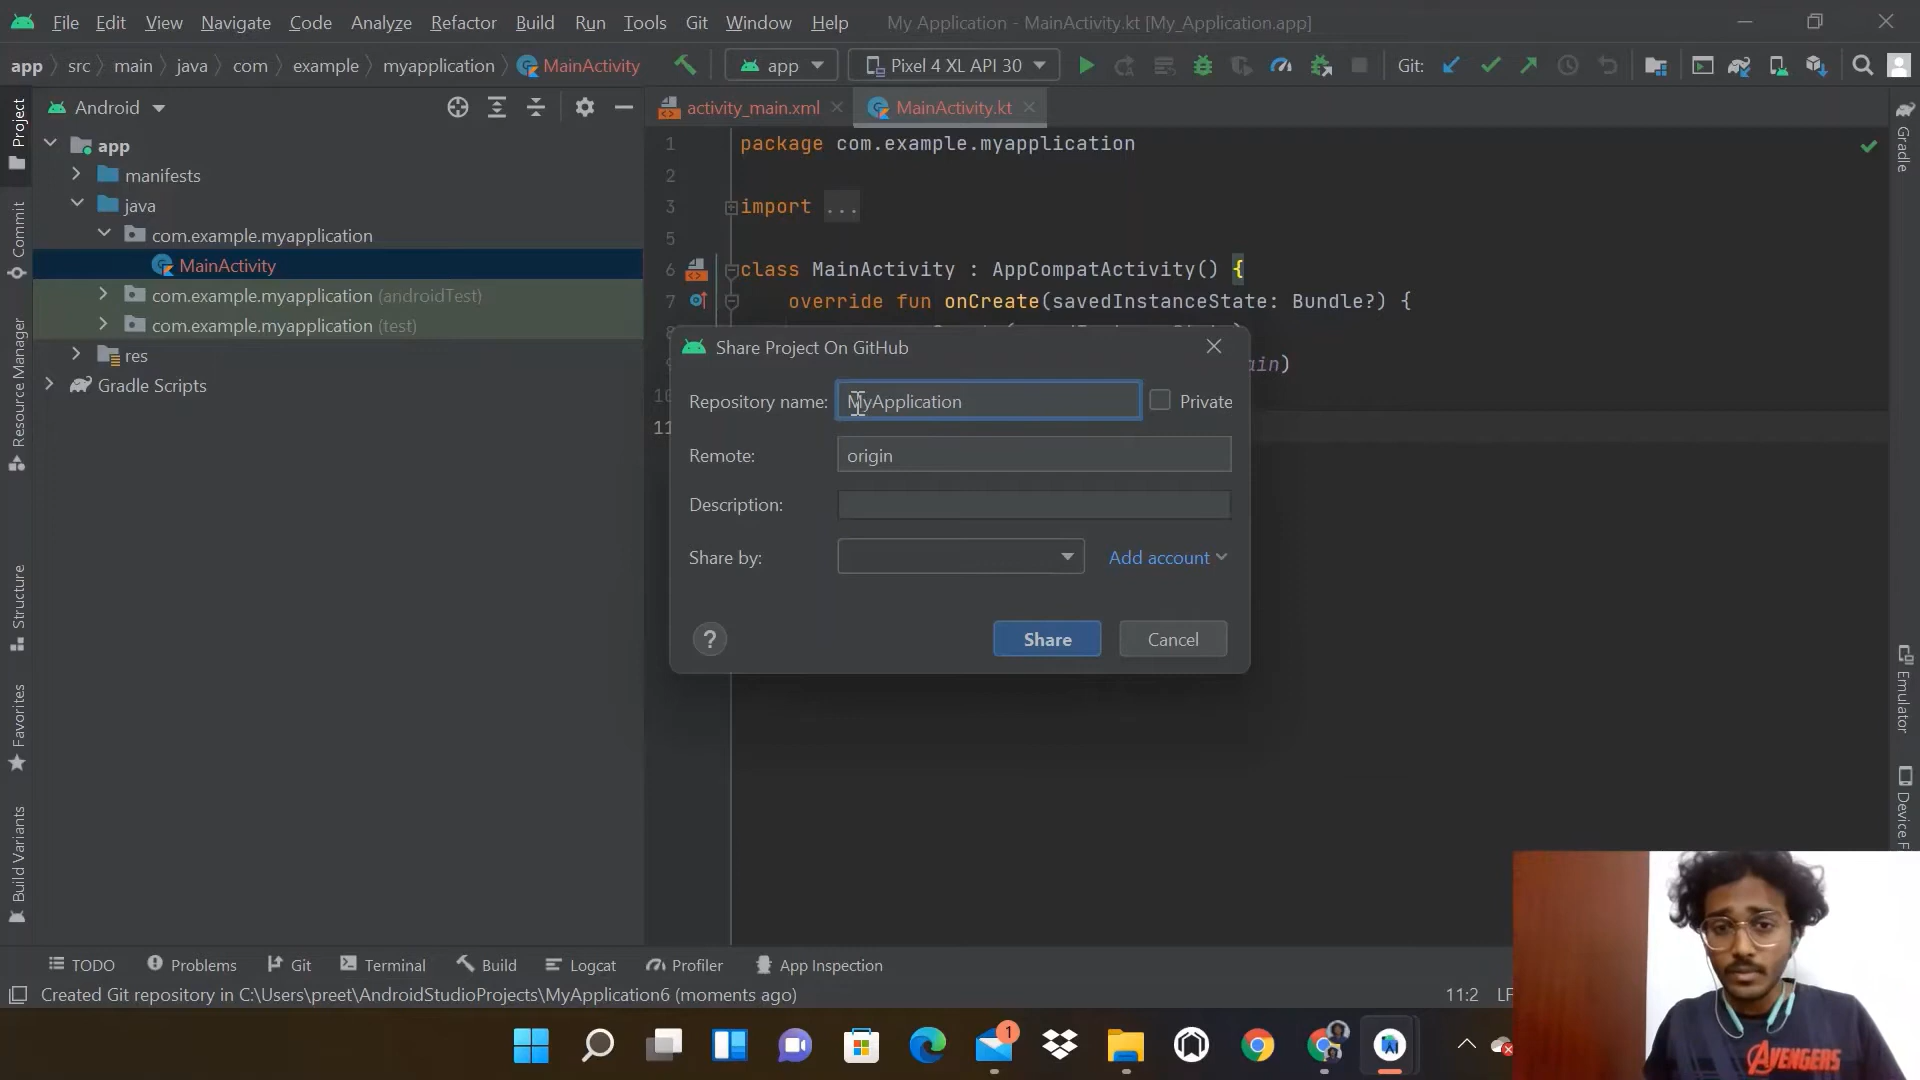 File Edit View Navigate Code Analyze Refactor Build Run Tools Git Window Help My Application - MainActivity.kt [My_Application.app]
app src main java com example myapplication MainActivity app Pixel 4 XL API 30 Git:
Project
Android
activity_main.xml MainActivity.kt
Gradle
1 package com.example.myapplication
2
3 import ...
5
6 class MainActivity : AppCompatActivity() {
7 override fun onCreate(savedInstanceState: Bundle?) {
11
app
manifests
java
com.example.myapplication
MainActivity
com.example.myapplication (androidTest)
com.example.myapplication (test)
res
Gradle Scripts
Commit
Resource Manager
Structure
Favorites
Build Variants
Share Project On GitHub
Repository name: MyApplication Private
Remote: origin
Description:
Share by: Add account
? Share Cancel
Emulator
Device F
TODO Problems Git Terminal Build Logcat Profiler App Inspection
Created Git repository in C:\Users\preet\AndroidStudioProjects\MyApplication6 (moments ago) 11:2 LF
1
AVENGERS